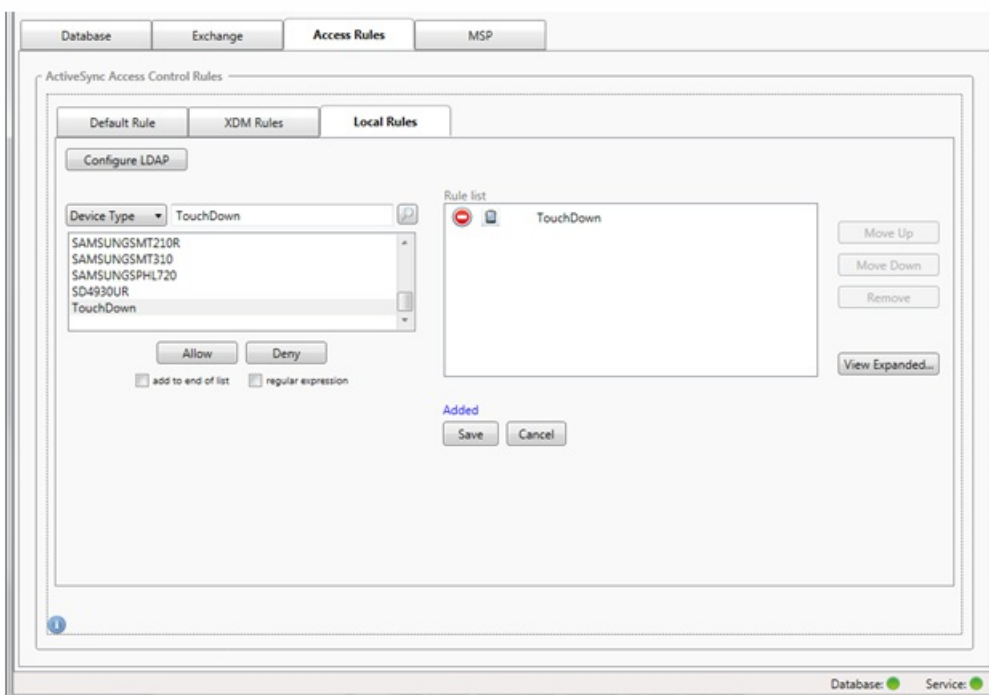 Database Exchange Access Rules MSP
ActiveSync Access Control Rules
Default Rule XDM Rules Local Rules
Configure LDAP
Rule list
Device Type TouchDown
TouchDown
SAMSUNGSMT210R
SAMSUNGSMT310
SAMSUNGSPHL720
SD4930UR
TouchDown
Move Up
Move Down
Remove
Allow Deny
View Expanded...
add to end of list regular expression
Added
Save Cancel
Database: Service: